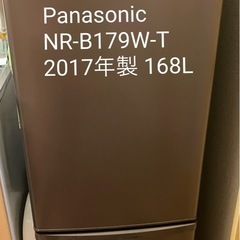 Panasonic
NR-B179W-T
2017年製 168L